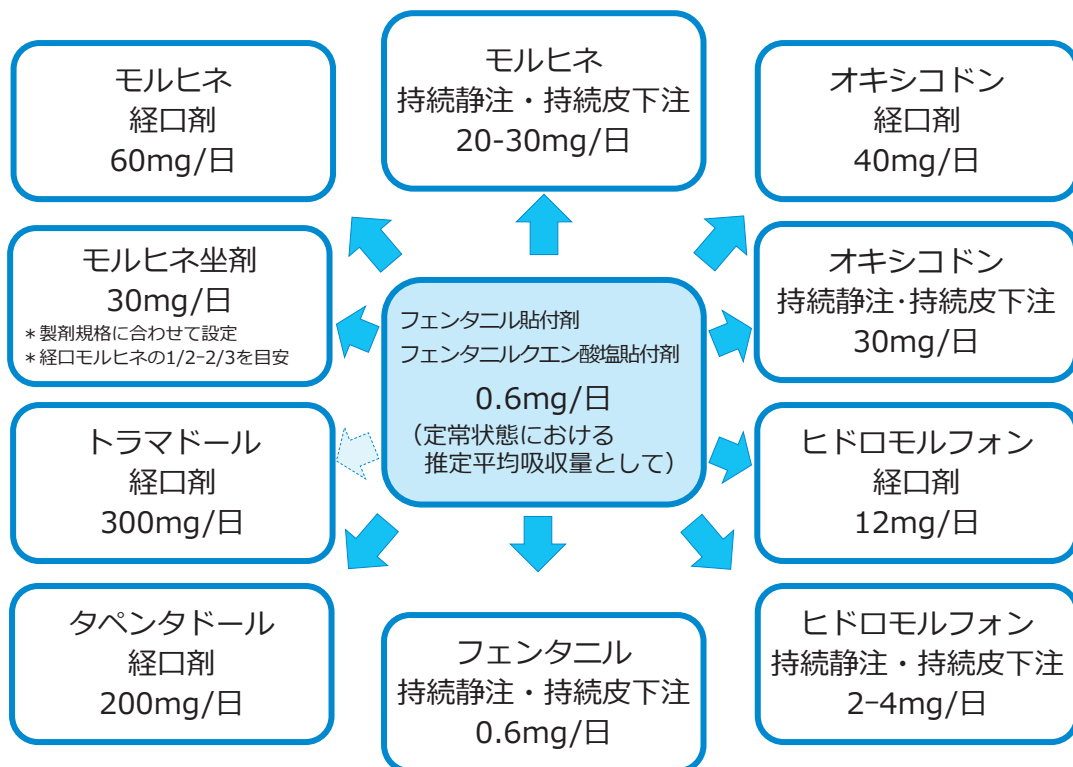 モルヒネ
経口剤
60mg/日
モルヒネ
持続静注・持続皮下注
20-30mg/日
オキシコドン
経口剤
40mg/日
モルヒネ坐剤
30mg/日
＊製剤規格に合わせて設定
＊経口モルヒネの1/2-2/3を目安
フェンタニル貼付剤
フェンタニルクエン酸塩貼付剤
0.6mg/日
（定常状態における
推定平均吸収量として）
オキシコドン
持続静注･持続皮下注
30mg/日
トラマドール
経口剤
300mg/日
ヒドロモルフォン
経口剤
12mg/日
タペンタドール
経口剤
200mg/日
フェンタニル
持続静注・持続皮下注
0.6mg/日
ヒドロモルフォン
持続静注・持続皮下注
2-4mg/日